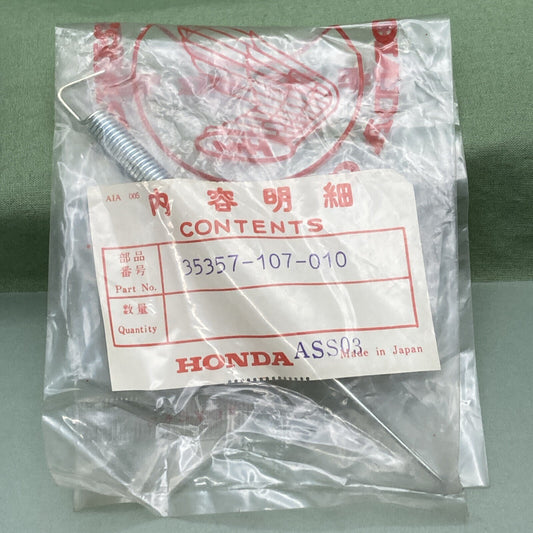 AIA 005
内容明細
CONTENTS
部品
番号
Part No.
35357-107-010
数量
Quantity
HONDA
ASS03
Made in Japan